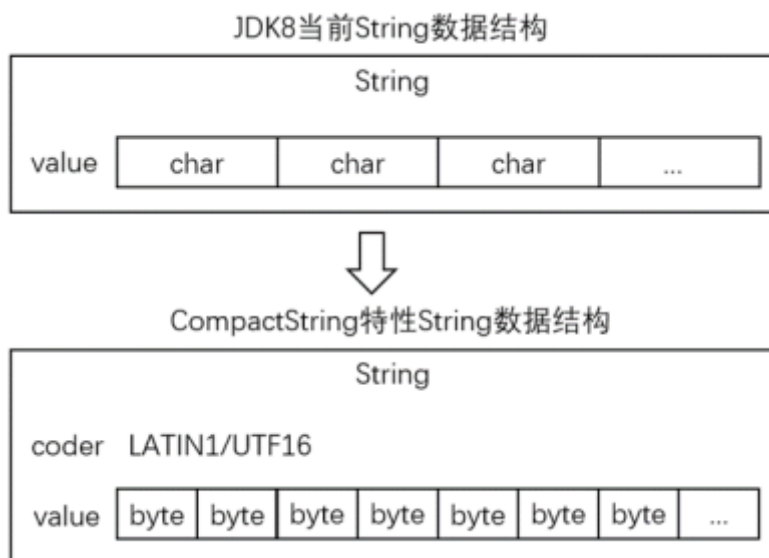 JDK8当前String数据结构
String
value char char char ...
CompactString特性String数据结构
String
coder LATIN1/UTF16
value byte byte byte byte byte byte byte ...